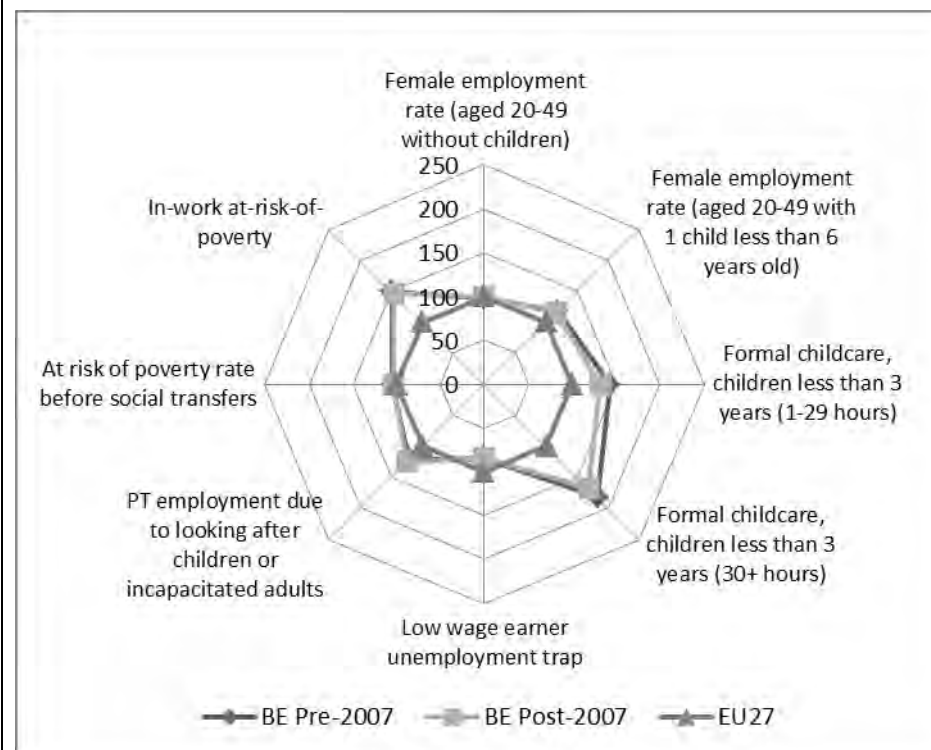 Female employment
rate (aged 20-49
without children)
Female employment
rate (aged 20-49 with
1 child less than 6
years old)
Formal childcare,
children less than 3
years (1-29 hours)
Formal childcare,
children less than 3
years (30+ hours)
Low wage earner
unemployment trap
PT employment due
to looking after
children or
incapacitated adults
At risk of poverty rate
before social transfers
In-work at-risk-of-
poverty
250
200
150
100
50
0
BE Pre-2007
BE Post-2007
EU27